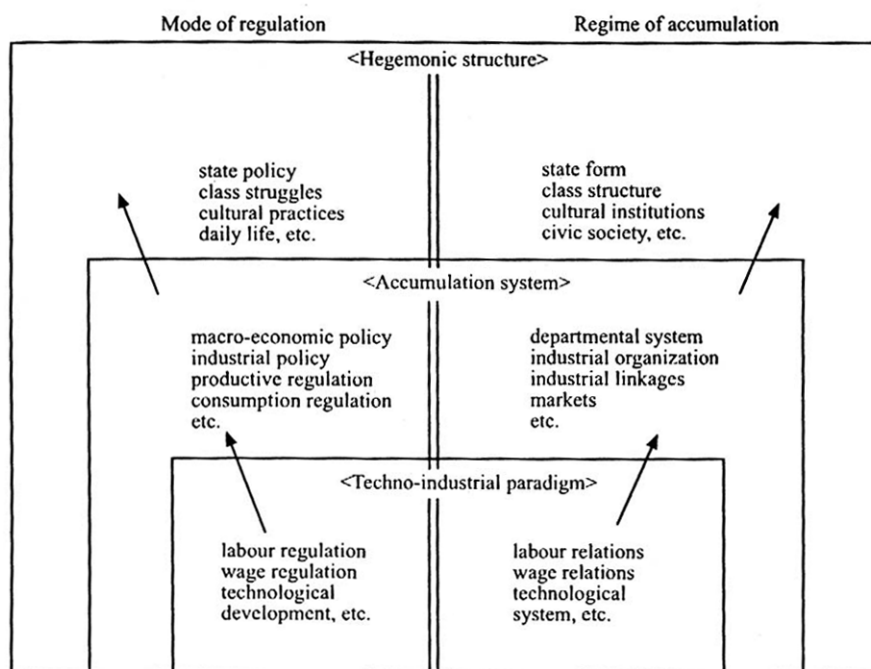 Mode of regulation
Regime of accumulation
<Hegemonic structure>
state policy
class struggles
cultural practices
daily life, etc.
state form
class structure
cultural institutions
civic society, etc.
<Accumulation system>
macro-economic policy
industrial policy
productive regulation
consumption regulation
etc.
departmental system
industrial organization
industrial linkages
markets
etc.
<Techno-industrial paradigm>
labour regulation
wage regulation
technological
development, etc.
labour relations
wage relations
technological
system, etc.